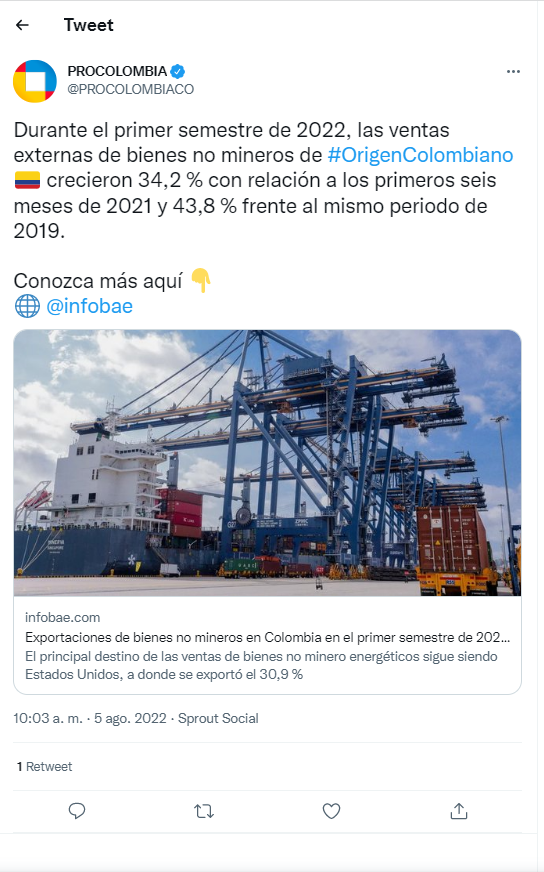 Tweet
PROCOLOMBIA
@PROCOLOMBIACO
Durante el primer semestre de 2022, las ventas
externas de bienes no mineros de #OrigenColombiano
🇨🇴 crecieron 34,2 % con relación a los primeros seis
meses de 2021 y 43,8 % frente al mismo periodo de
2019.
Conozca más aquí 👇
🌐 @infobae
infobae.com
Exportaciones de bienes no mineros en Colombia en el primer semestre de 202...
El principal destino de las ventas de bienes no minero energéticos sigue siendo
Estados Unidos, a donde se exportó el 30,9 %
10:03 a. m. · 5 ago. 2022 · Sprout Social
1 Retweet